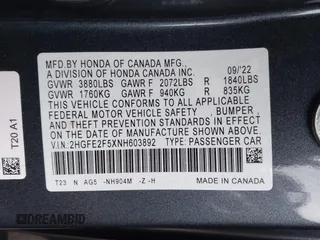 MFD. BY HONDA OF CANADA MFG.,
A DIVISION OF HONDA CANADA INC. 09/'22
GVWR 3880LBS GAWR F 2072LBS R 1840LBS
GVWR 1760KG GAWR F 940KG R 835KG
THIS VEHICLE CONFORMS TO ALL APPLICABLE
FEDERAL MOTOR VEHICLE SAFETY , BUMPER ,
AND THEFT PREVENTION STANDARDS IN EFFECT
ON THE DATE OF MANUFACTURE SHOWN ABOVE .
V.I.N.:2HGFE2F5XNH603892 TYPE: PASSENGER CAR
T23 N AG5 -NH904M -Z -H MADE IN CANADA
T20 A1
DREAMBID